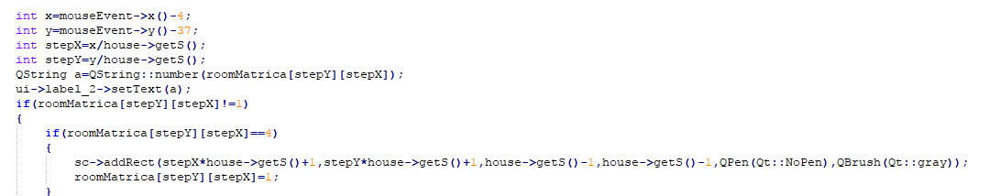 int x=mouseEvent->x()-4;
int y=mouseEvent->y()-37;
int stepX=x/house->getS();
int stepY=y/house->getS();
QString a=QString::number(roomMatrica[stepY][stepX]);
ui->label_2->setText(a);
if(roomMatrica[stepY][stepX]!=1)
{
if(roomMatrica[stepY][stepX]==4)
{
sc->addRect(stepX*house->getS()+1,stepY*house->getS()+1,house->getS()-1,house->getS()-1,QPen(Qt::NoPen),QBrush(Qt::gray));
roomMatrica[stepY][stepX]=1;
}